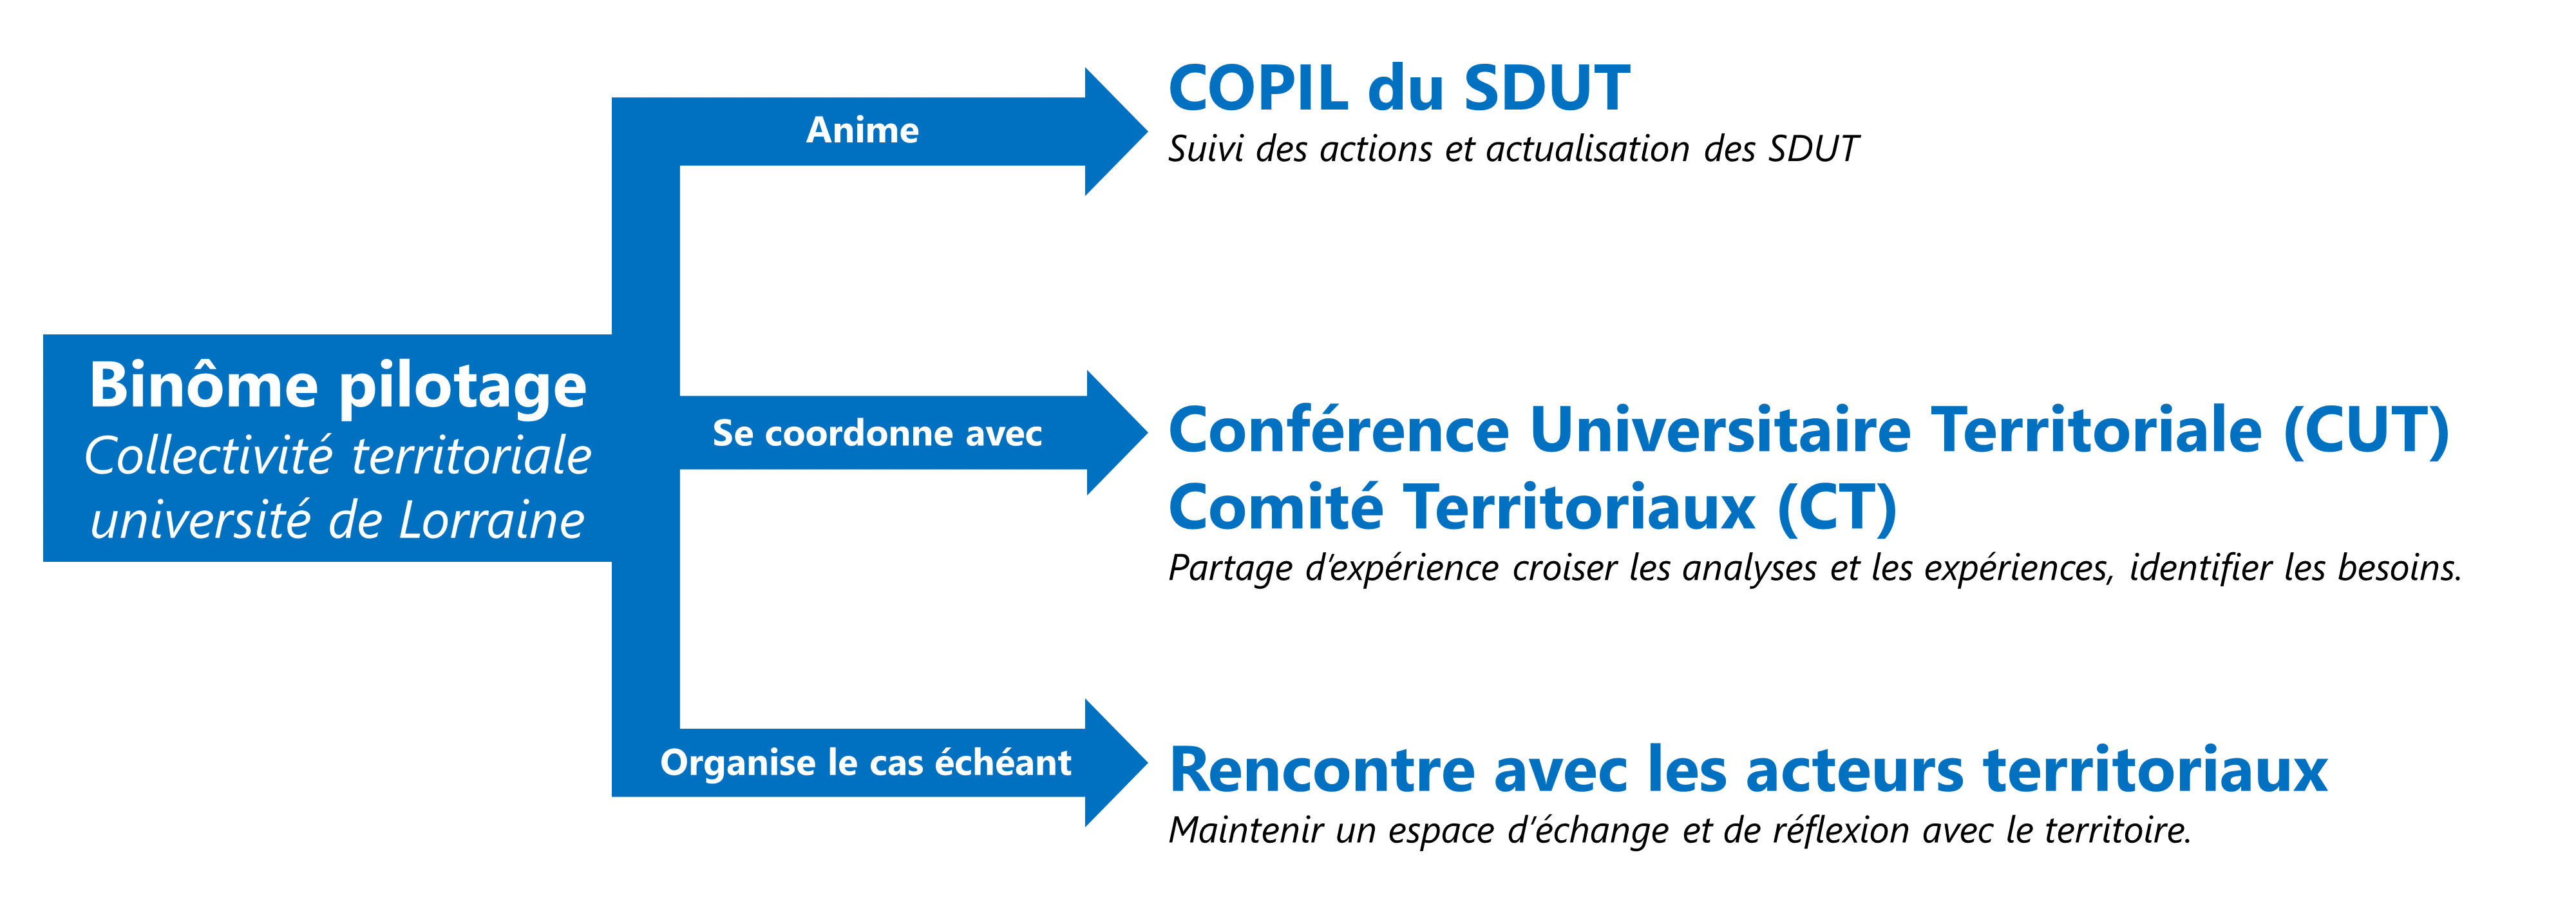 Binôme pilotage
Collectivité territoriale
université de Lorraine
Anime
COPIL du SDUT
Suivi des actions et actualisation des SDUT
Se coordonne avec
Conférence Universitaire Territoriale (CUT)
Comité Territoriaux (CT)
Partage d'expérience croiser les analyses et les expériences, identifier les besoins.
Organise le cas échéant
Rencontre avec les acteurs territoriaux
Maintenir un espace d'échange et de réflexion avec le territoire.